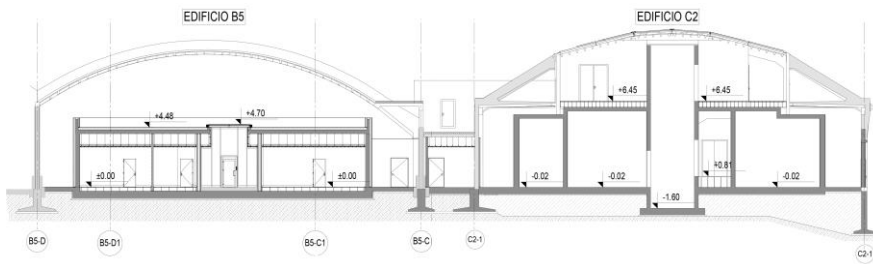 EDIFICIO B5
EDIFICIO C2
+4.48
+4.70
±0.00
±0.00
+6.45
+6.45
-0.02
-0.02
+0.81
-0.02
-1.60
B5-D
B5-D1
B5-C1
B5-C
C2-1
C2-1